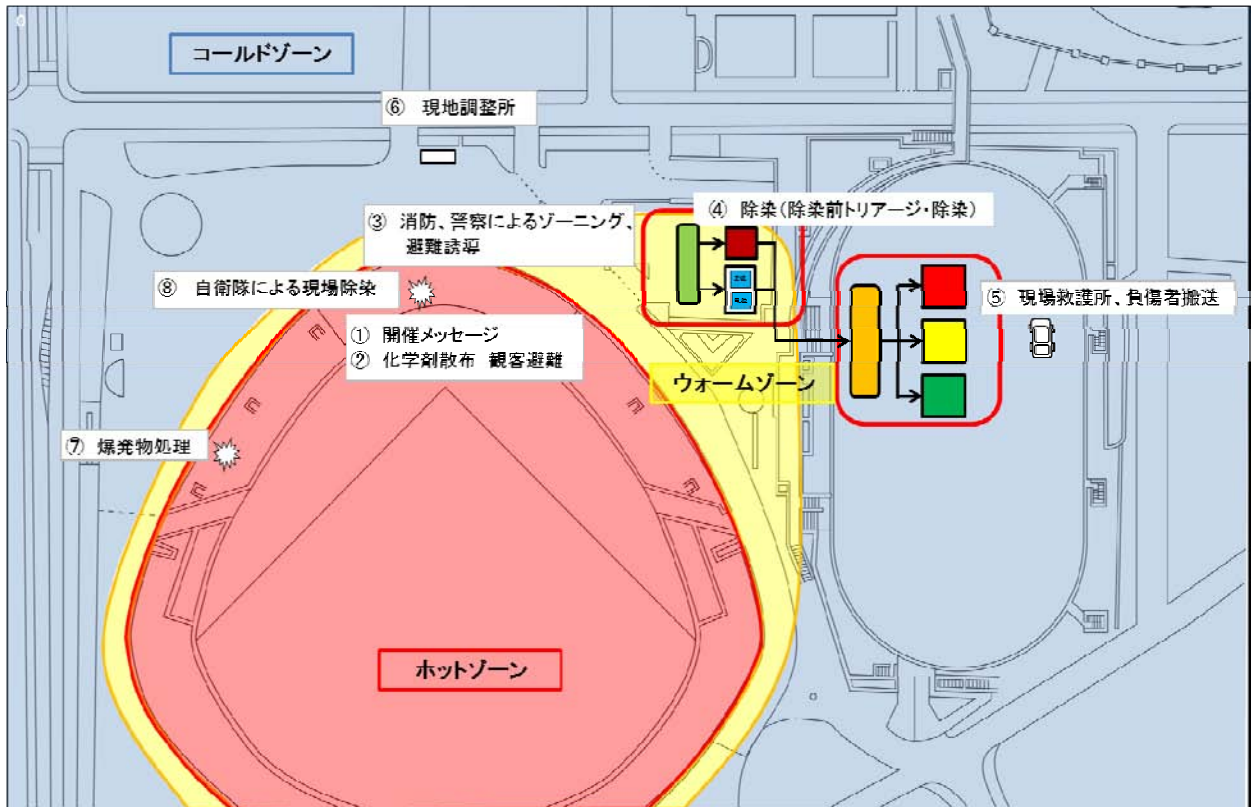 コールドゾーン
⑥ 現地調整所
③ 消防、警察によるゾーニング、
避難誘導
④ 除染(除染前トリアージ・除染)
⑧ 自衛隊による現場除染
⑤ 現場救護所、負傷者搬送
① 開催メッセージ
② 化学剤散布 観客避難
ウォームゾーン
⑦ 爆発物処理
ホットゾーン